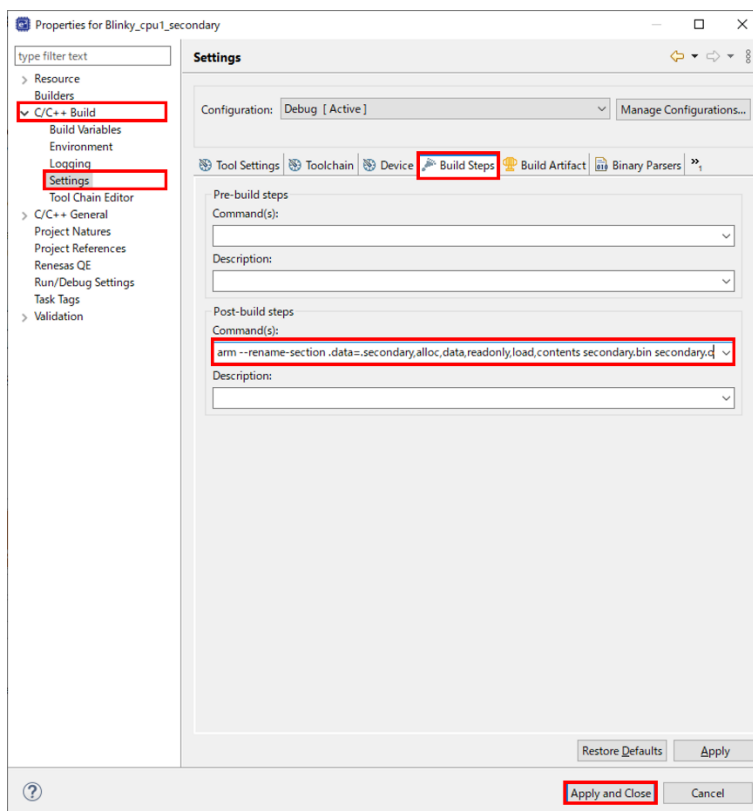 Properties for Blinky_cpu1_secondary
type filter text
Resource
Builders
C/C++ Build
Build Variables
Environment
Logging
Settings
Tool Chain Editor
C/C++ General
Project Natures
Project References
Renesas QE
Run/Debug Settings
Task Tags
Validation
Settings
Configuration: Debug [ Active ]
Manage Configurations...
Tool Settings Toolchain Device Build Steps Build Artifact Binary Parsers »1
Pre-build steps
Command(s):
Description:
Post-build steps
Command(s):
arm --rename-section .data=.secondary,alloc,data,readonly,load,contents secondary.bin secondary.o
Description:
Restore Defaults Apply
Apply and Close Cancel